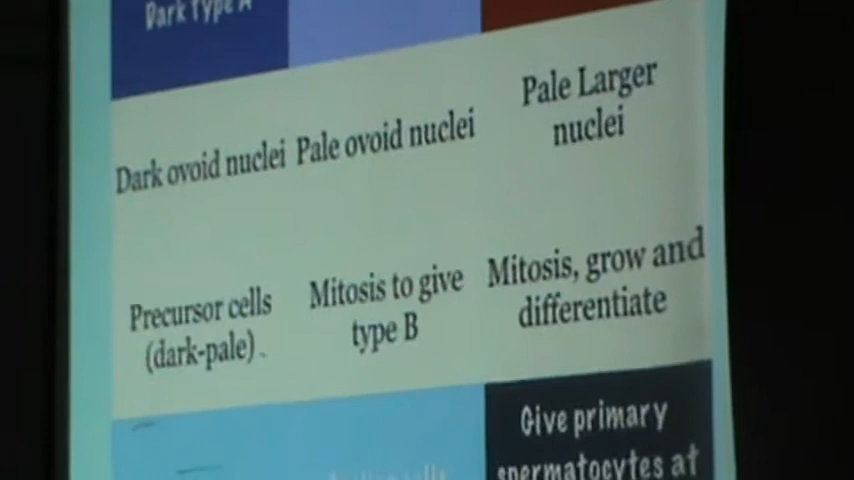 Dark Type A
Dark ovoid nuclei
Pale ovoid nuclei
Pale Larger
nuclei
Precursor cells
(dark-pale)
Mitosis to give
type B
Mitosis, grow and
differentiate
Give primary
spermatocytes at